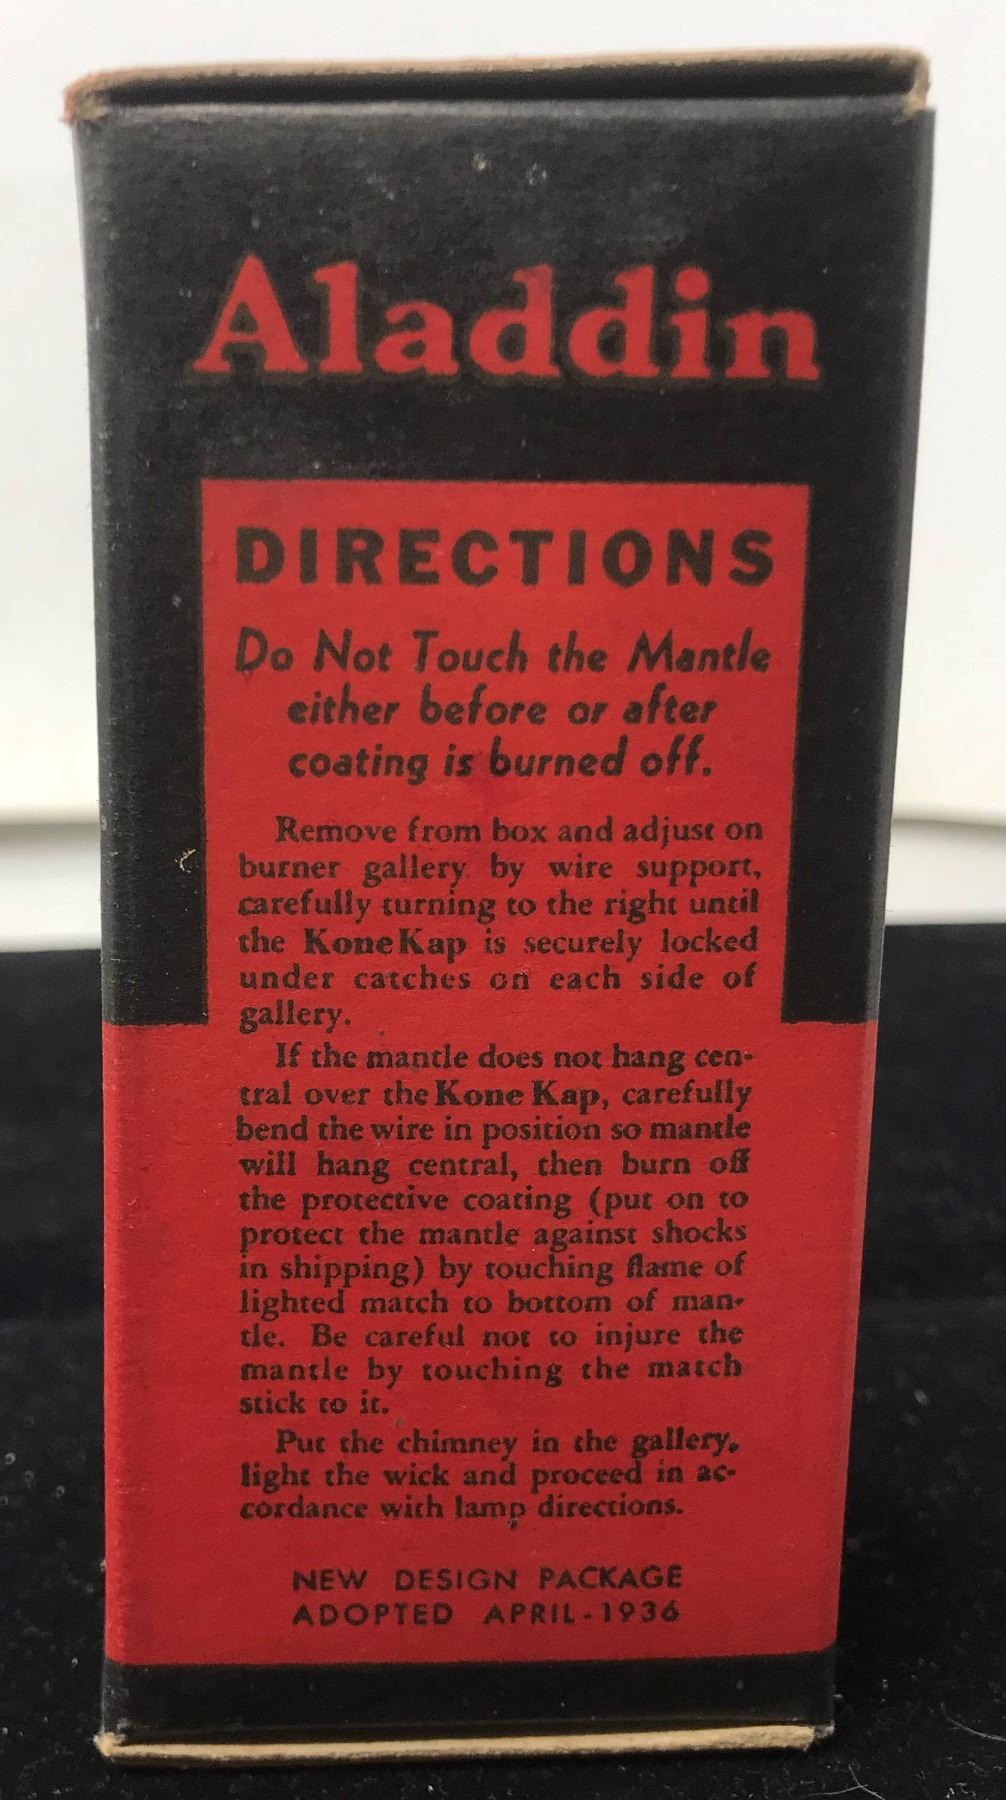 Aladdin
DIRECTIONS
Do Not Touch the Mantle
either before or after
coating is burned off.
Remove from box and adjust on
burner gallery by wire support,
carefully turning to the right until
the Kone Kap is securely locked
under catches on each side of
gallery.
If the mantle does not hang cen-
tral over the Kone Kap, carefully
bend the wire in position so mantle
will hang central, then burn off
the protective coating (put on to
protect the mantle against shocks
in shipping) by touching flame of
lighted match to bottom of man-
tle. Be careful not to injure the
mantle by touching the match
stick to it.
Put the chimney in the gallery,
light the wick and proceed in ac-
cordance with lamp directions.
NEW DESIGN PACKAGE
ADOPTED APRIL-1936